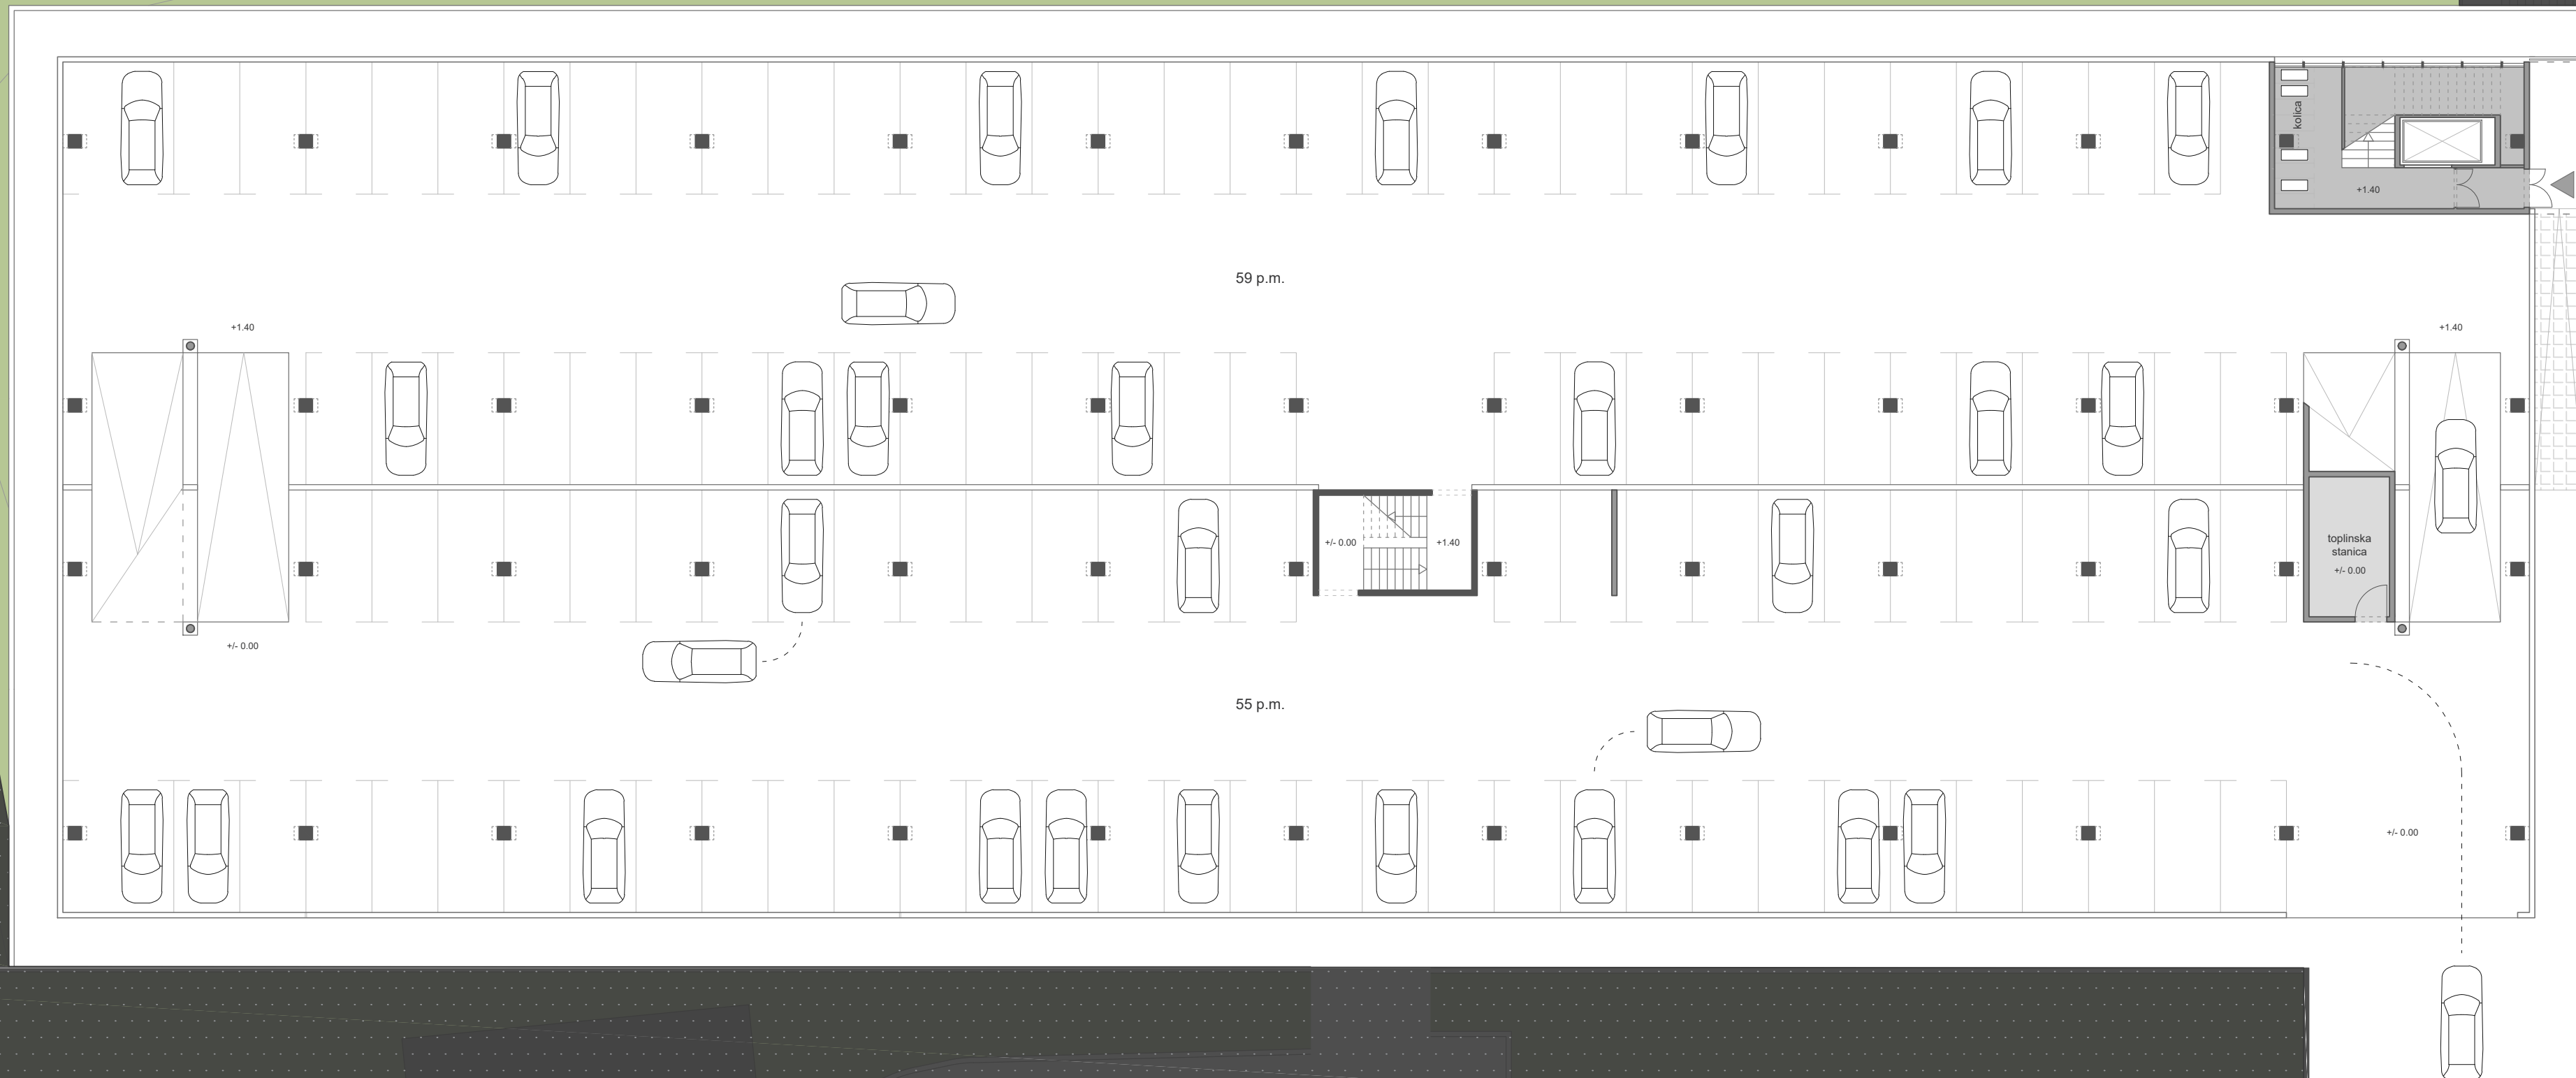 kolica
+1.40
59 p.m.
+1.40
+1.40
+/- 0.00
+1.40
toplinska
stanica
+/- 0.00
+/- 0.00
55 p.m.
+/- 0.00